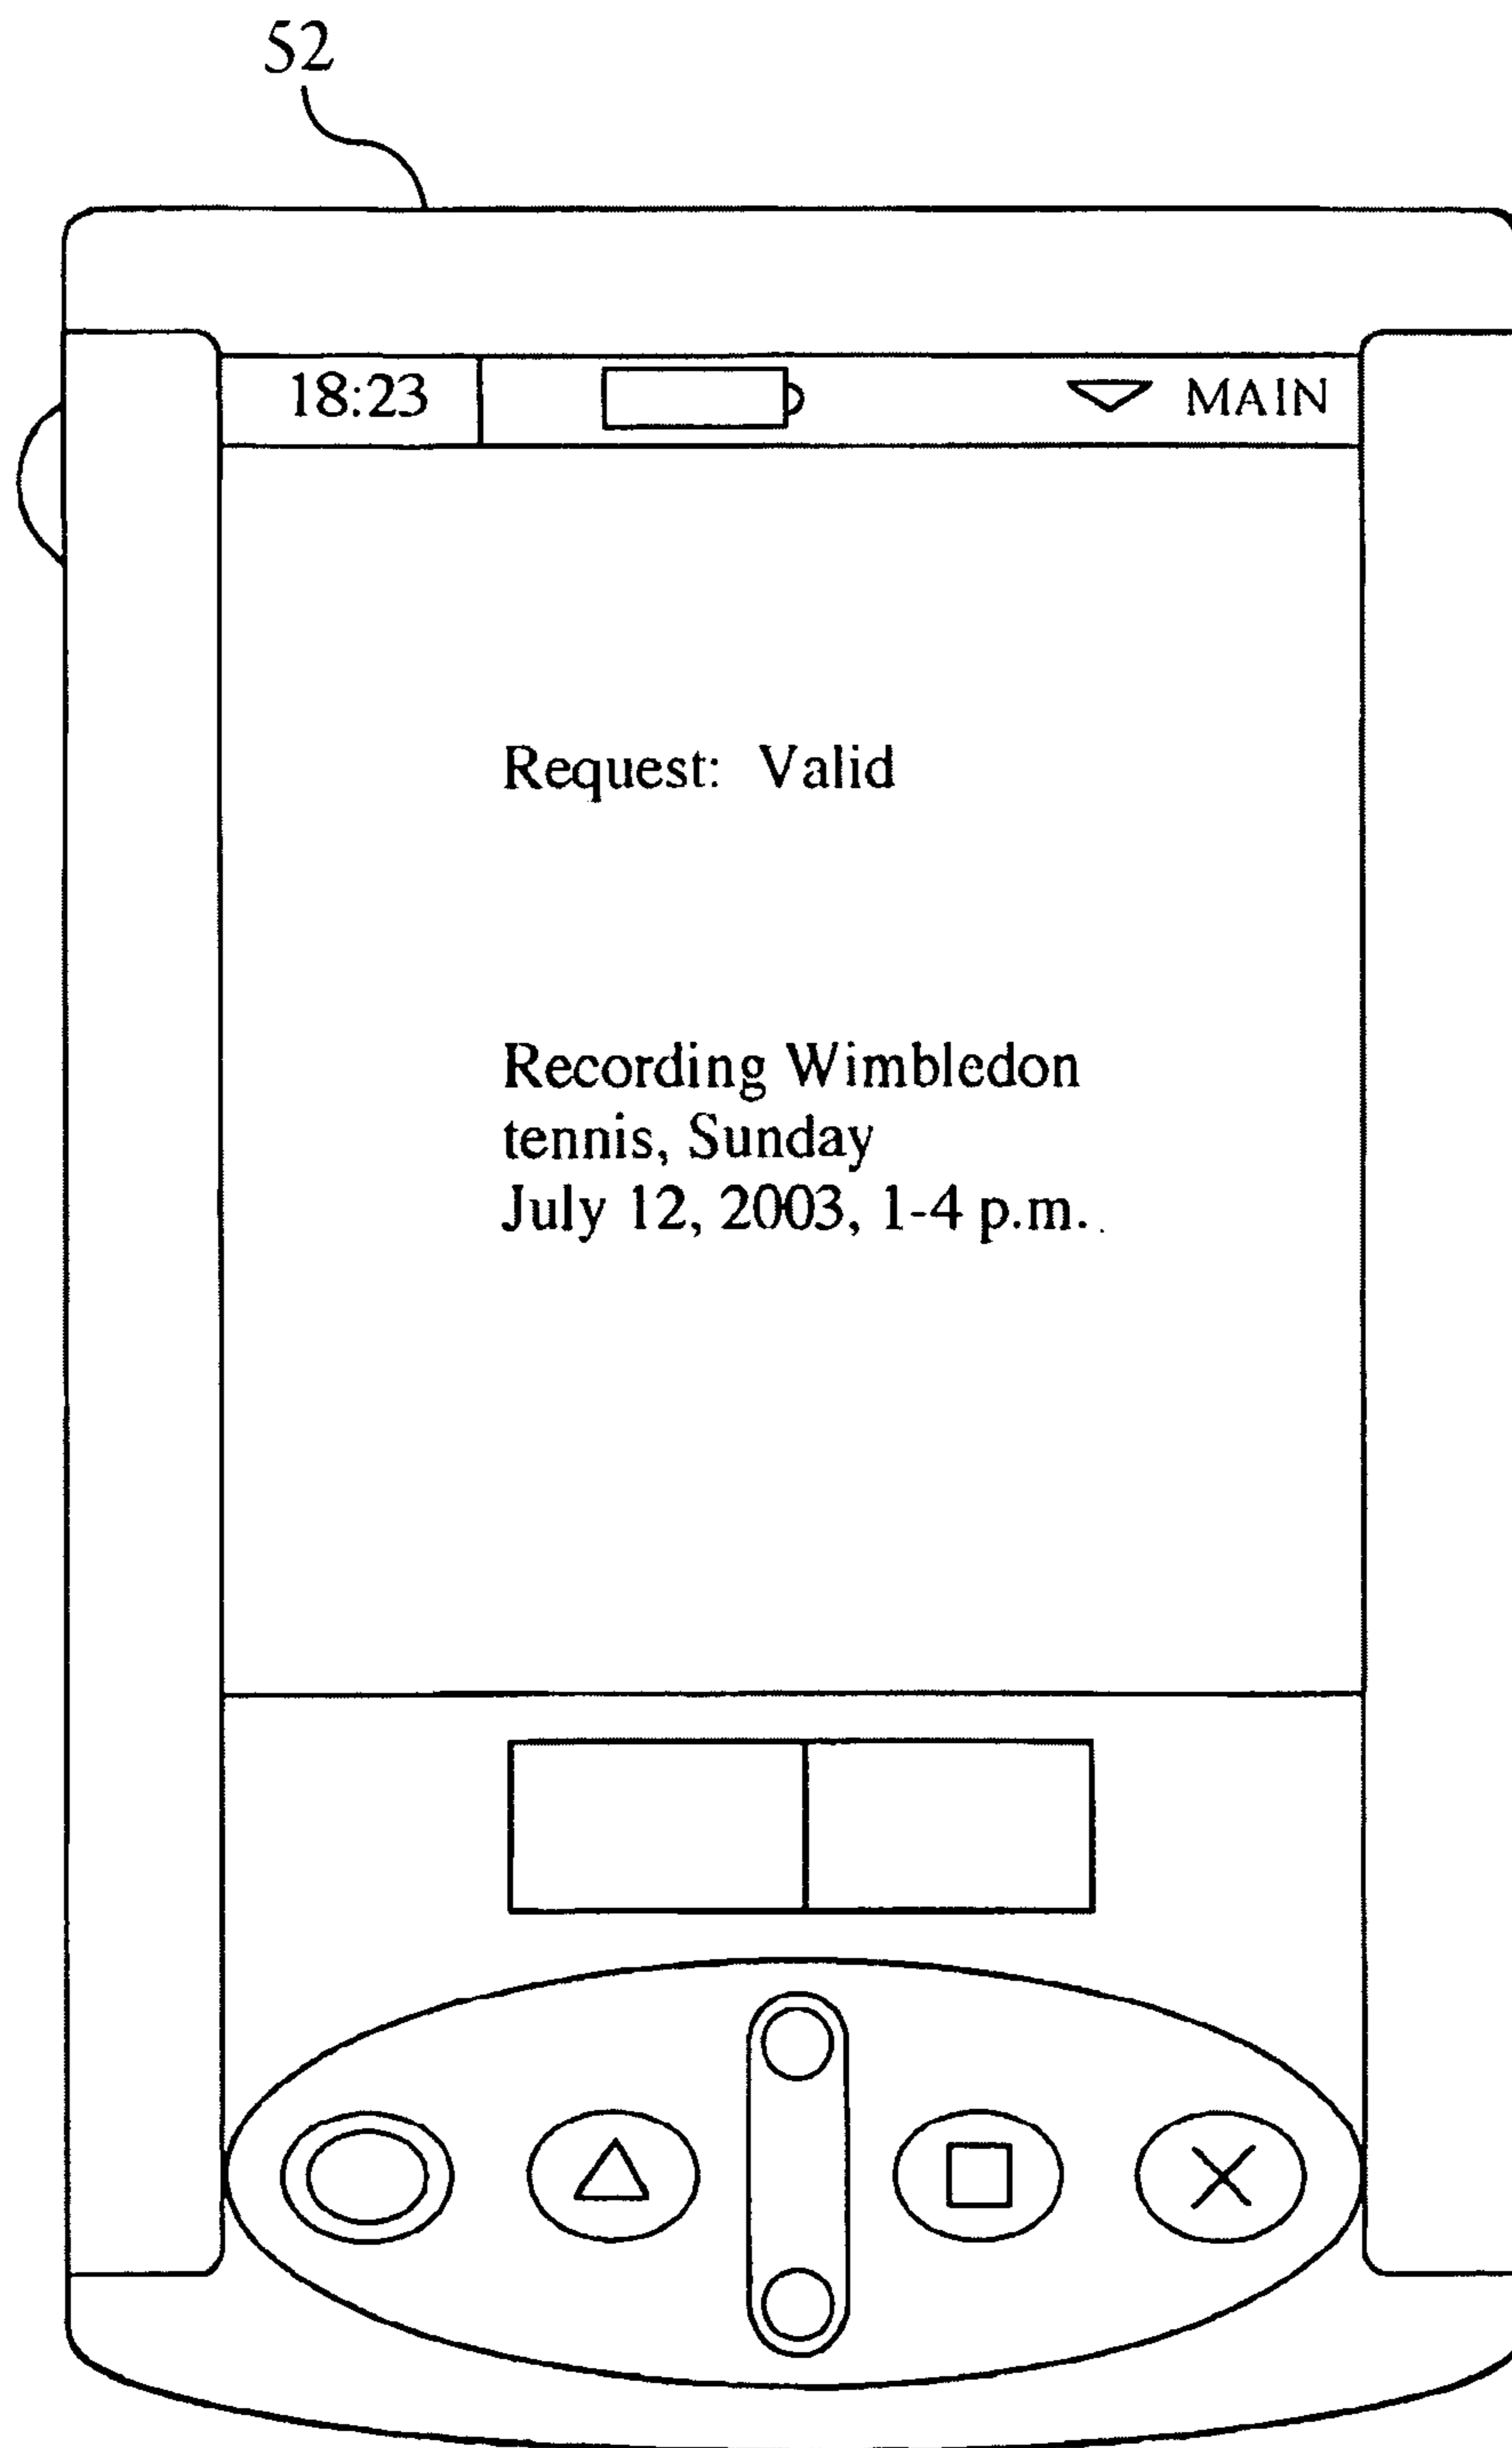 52
18:23 MAIN
Request: Valid
Recording Wimbledon
tennis, Sunday
July 12, 2003, 1-4 p.m.